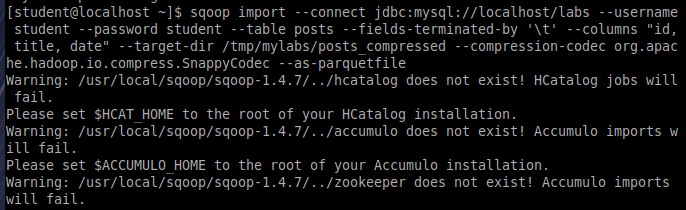 [student@localhost ~]$ sqoop import --connect jdbc:mysql://localhost/labs --username
 student --password student --table posts --fields-terminated-by '\t' --columns "id,
 title, date" --target-dir /tmp/mylabs/posts_compressed --compression-codec org.apac
he.hadoop.io.compress.SnappyCodec --as-parquetfile
Warning: /usr/local/sqoop/sqoop-1.4.7/../hcatalog does not exist! HCatalog jobs will
 fail.
Please set $HCAT_HOME to the root of your HCatalog installation.
Warning: /usr/local/sqoop/sqoop-1.4.7/../accumulo does not exist! Accumulo imports w
ill fail.
Please set $ACCUMULO_HOME to the root of your Accumulo installation.
Warning: /usr/local/sqoop/sqoop-1.4.7/../zookeeper does not exist! Accumulo imports
will fail.